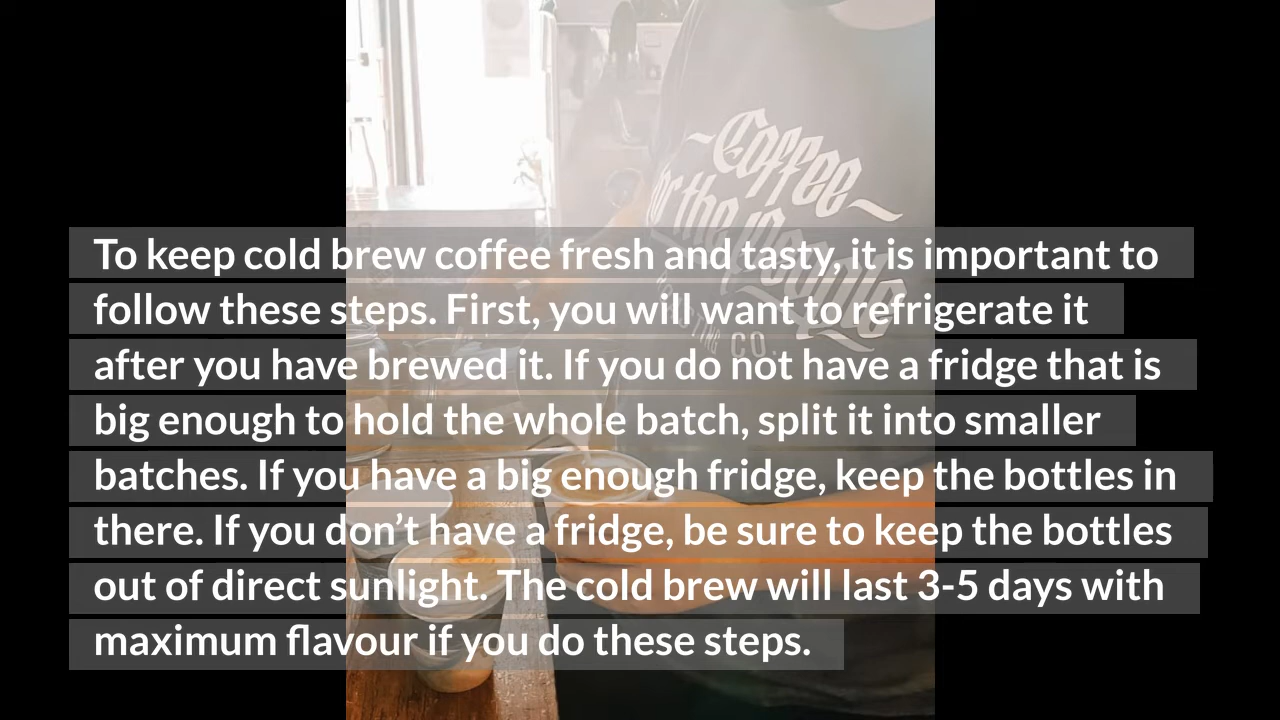 ~Coffee~
for the People
CO.
To keep cold brew coffee fresh and tasty, it is important to
follow these steps. First, you will want to refrigerate it
after you have brewed it. If you do not have a fridge that is
big enough to hold the whole batch, split it into smaller
batches. If you have a big enough fridge, keep the bottles in
there. If you don’t have a fridge, be sure to keep the bottles
out of direct sunlight. The cold brew will last 3-5 days with
maximum flavour if you do these steps.